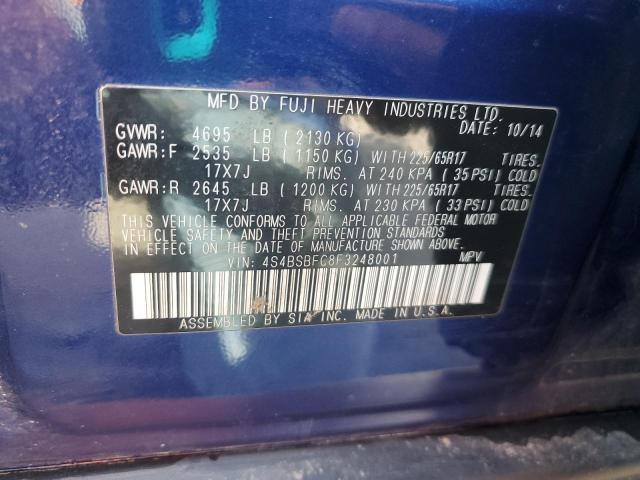 MFD BY FUJI HEAVY INDUSTRIES LTD.
DATE: 10/14
GVWR: 4695 LB (2130 KG)
GAWR:F 2535 LB (1150 KG) WITH 225/65R17 TIRES.
17X7J RIMS. AT 240 KPA (35 PSI) COLD
GAWR:R 2645 LB (1200 KG) WITH 225/65R17 TIRES.
17X7J RIMS. AT 230 KPA (33 PSI) COLD
THIS VEHICLE CONFORMS TO ALL APPLICABLE FEDERAL MOTOR
VEHICLE SAFETY AND THEFT PREVENTION STANDARDS
IN EFFECT ON THE DATE OF MANUFACTURE SHOWN ABOVE.
VIN: 4S4BSBFC8F3248001 MPV
ASSEMBLED BY SIA INC. MADE IN U.S.A.